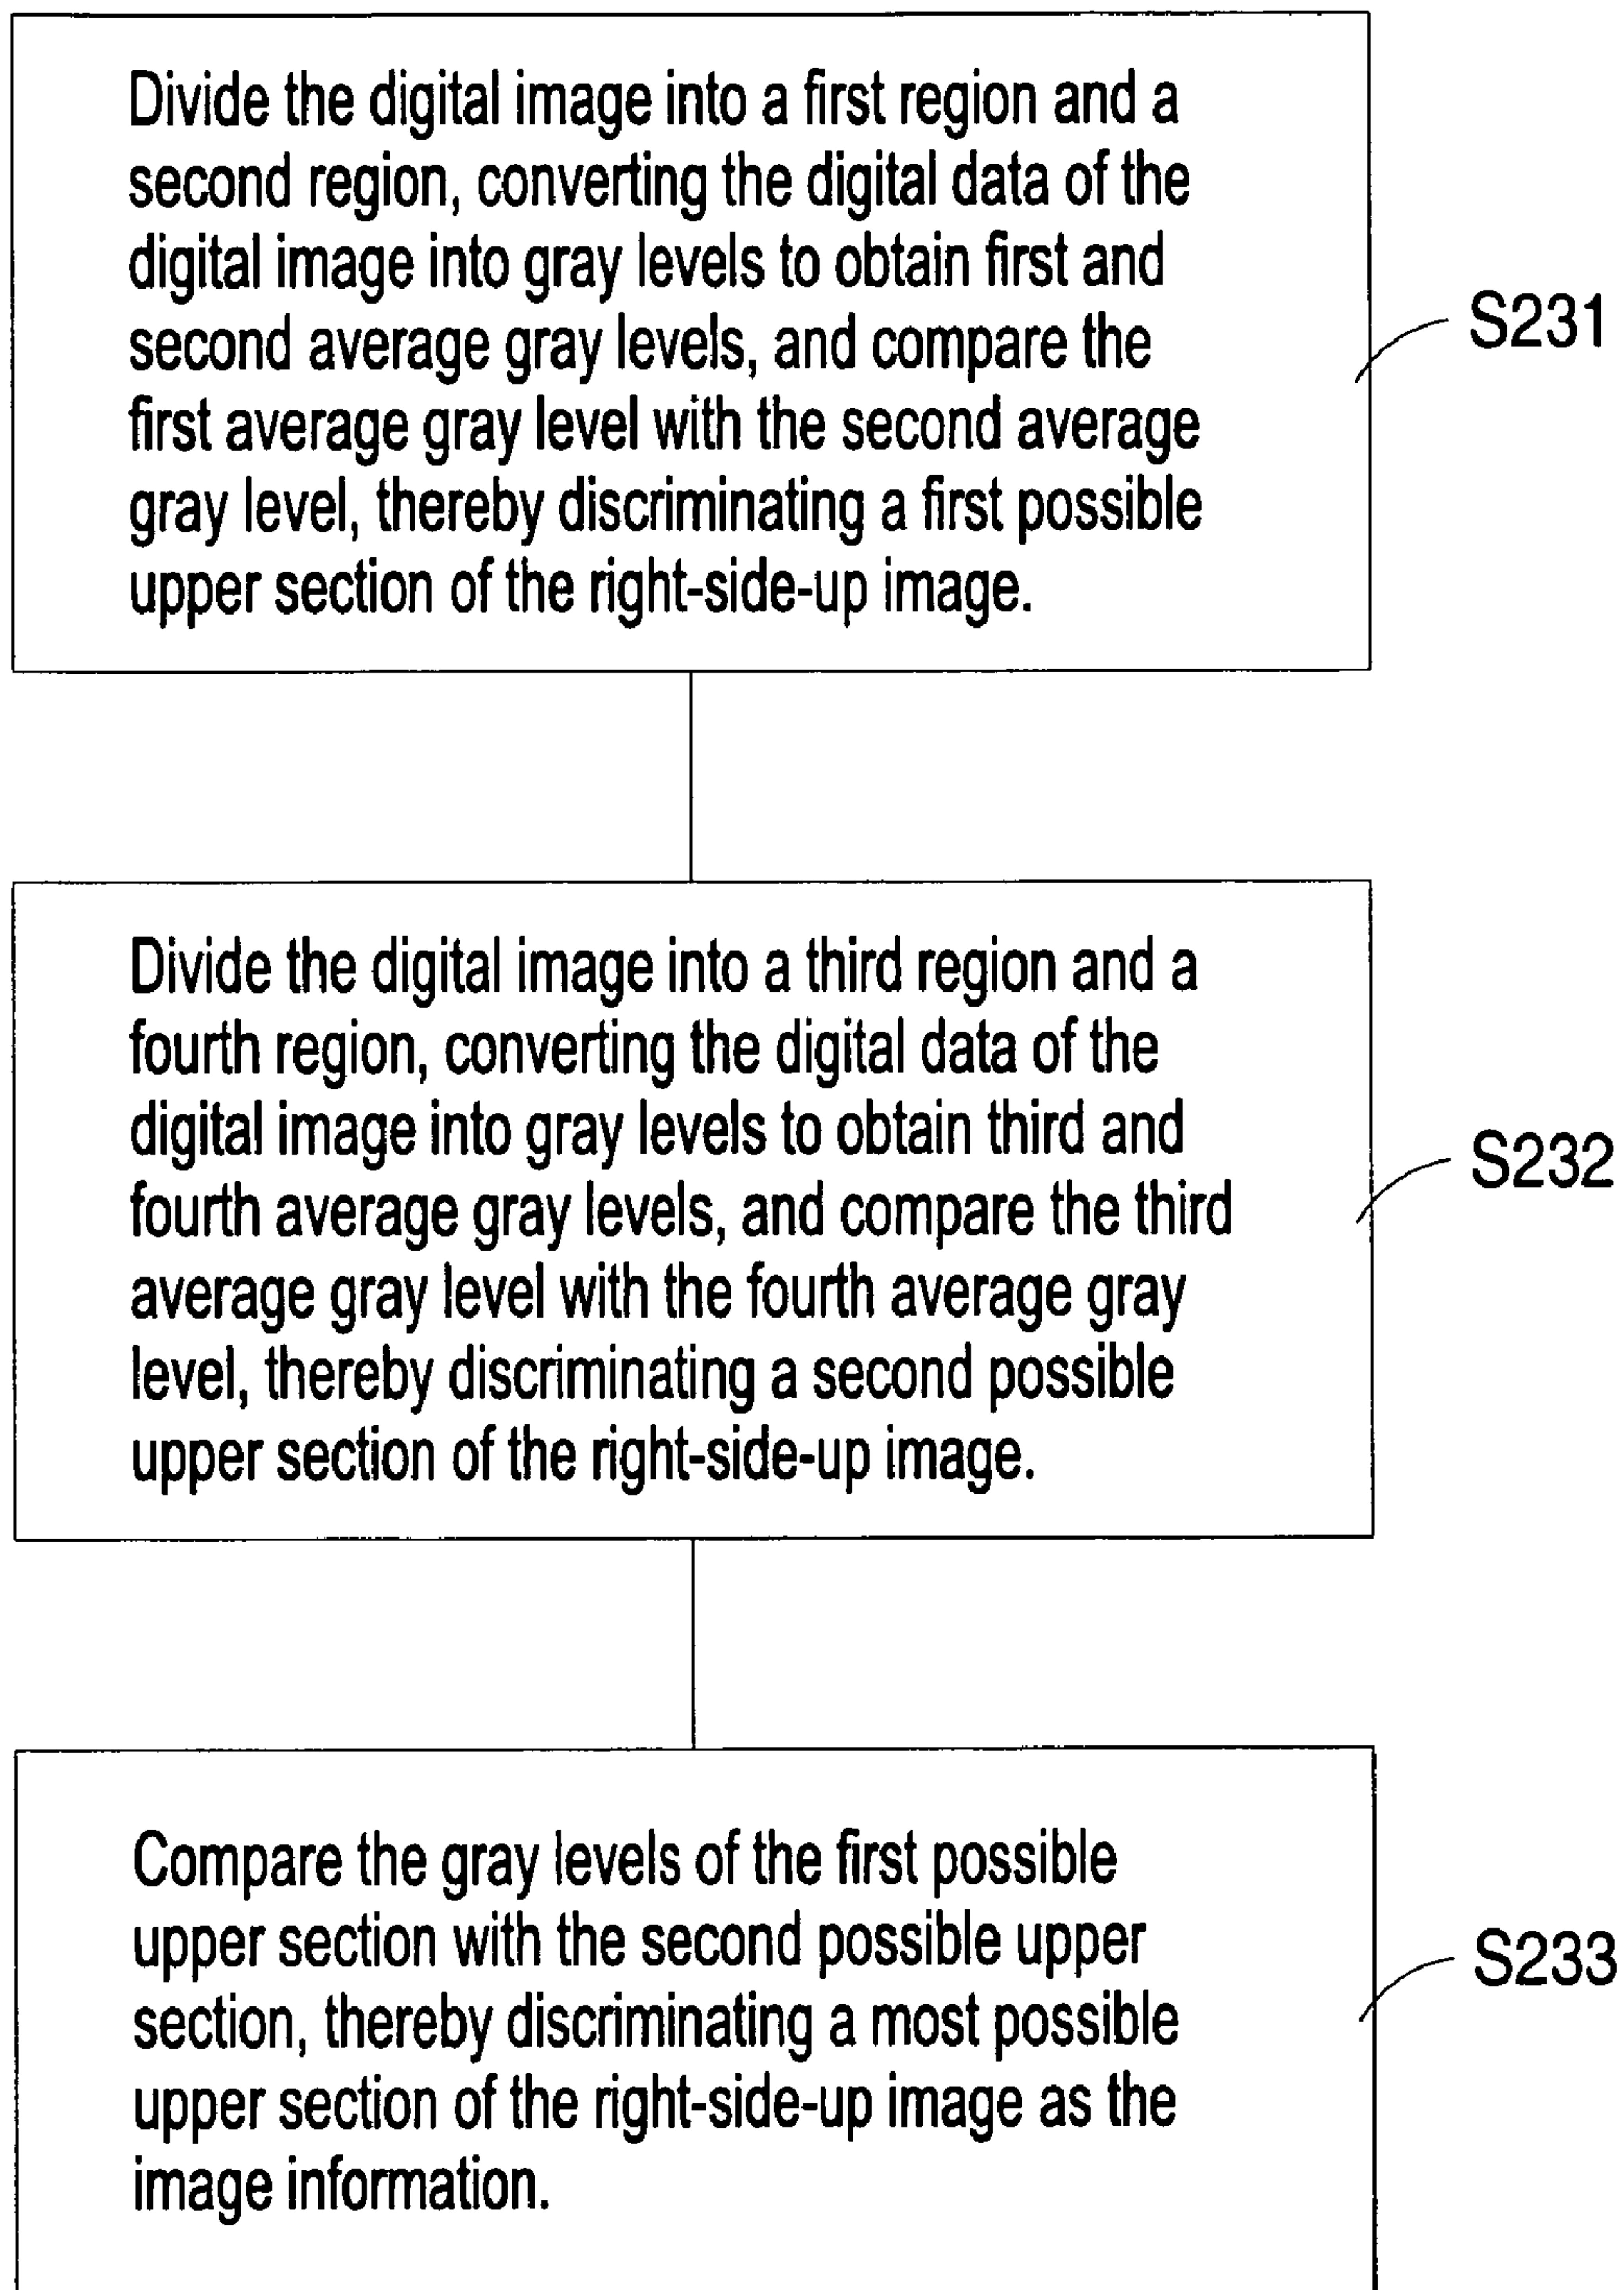 Divide the digital image into a first region and a
second region, converting the digital data of the
digital image into gray levels to obtain first and
second average gray levels, and compare the
first average gray level with the second average
gray level, thereby discriminating a first possible
upper section of the right-side-up image.
S231
Divide the digital image into a third region and a
fourth region, converting the digital data of the
digital image into gray levels to obtain third and
fourth average gray levels, and compare the third
average gray level with the fourth average gray
level, thereby discriminating a second possible
upper section of the right-side-up image.
S232
Compare the gray levels of the first possible
upper section with the second possible upper
section, thereby discriminating a most possible
upper section of the right-side-up image as the
image information.
S233